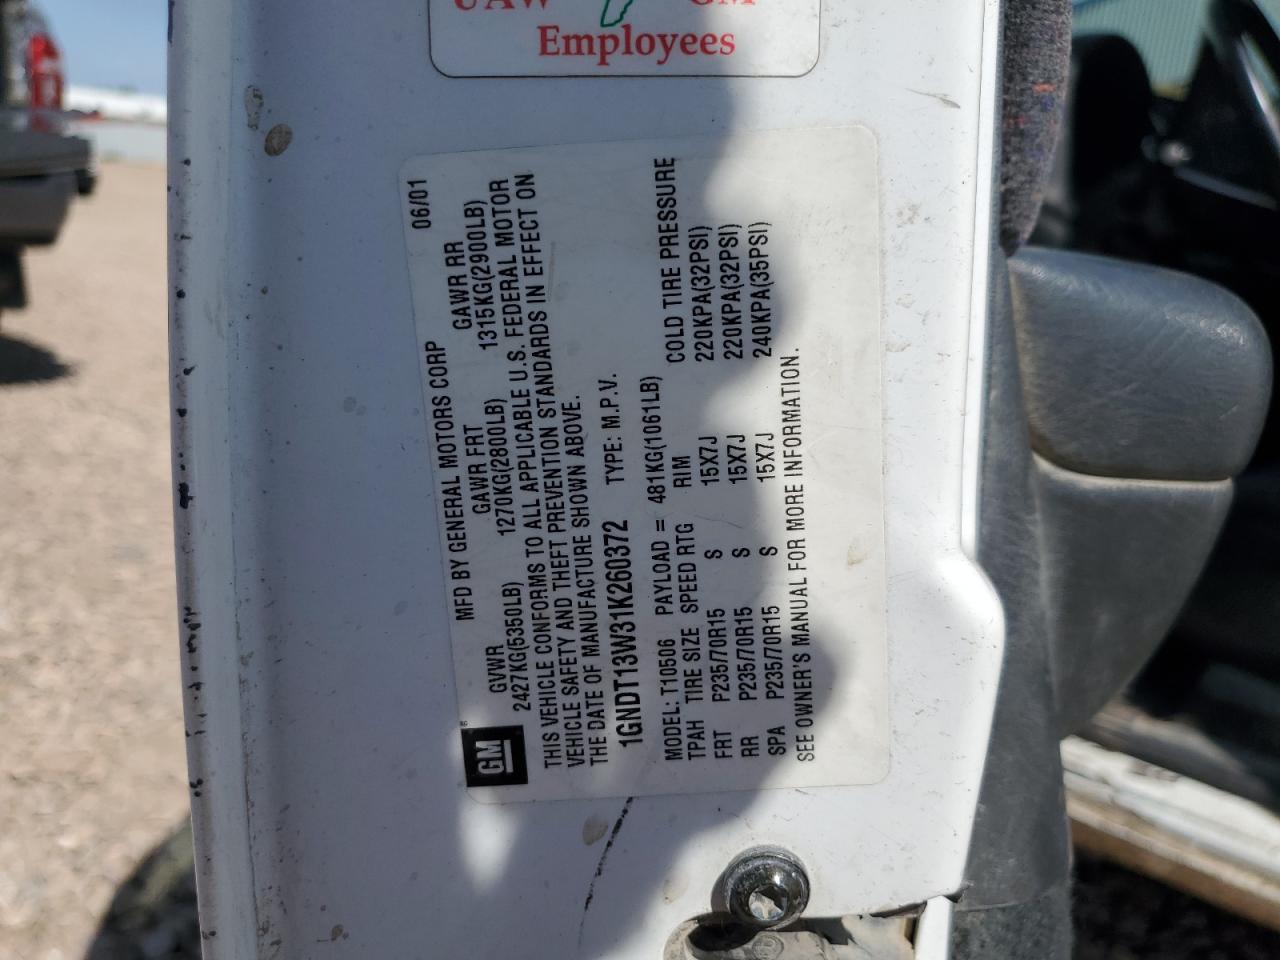 UAW GM
Employees
MFD BY GENERAL MOTORS CORP 06/01
GVWR GAWR FRT GAWR RR
2427KG(5350LB) 1270KG(2800LB) 1315KG(2900LB)
THIS VEHICLE CONFORMS TO ALL APPLICABLE U.S. FEDERAL MOTOR
VEHICLE SAFETY AND THEFT PREVENTION STANDARDS IN EFFECT ON
THE DATE OF MANUFACTURE SHOWN ABOVE.
GM
1GNDT13W31K260372 TYPE: M.P.V.
MODEL: T10506 PAYLOAD = 481KG(1061LB)
TPAH TIRE SIZE SPEED RTG RIM COLD TIRE PRESSURE
FRT P235/70R15 S 15X7J 220KPA(32PSI)
RR P235/70R15 S 15X7J 220KPA(32PSI)
SPA P235/70R15 S 15X7J 240KPA(35PSI)
SEE OWNER'S MANUAL FOR MORE INFORMATION.